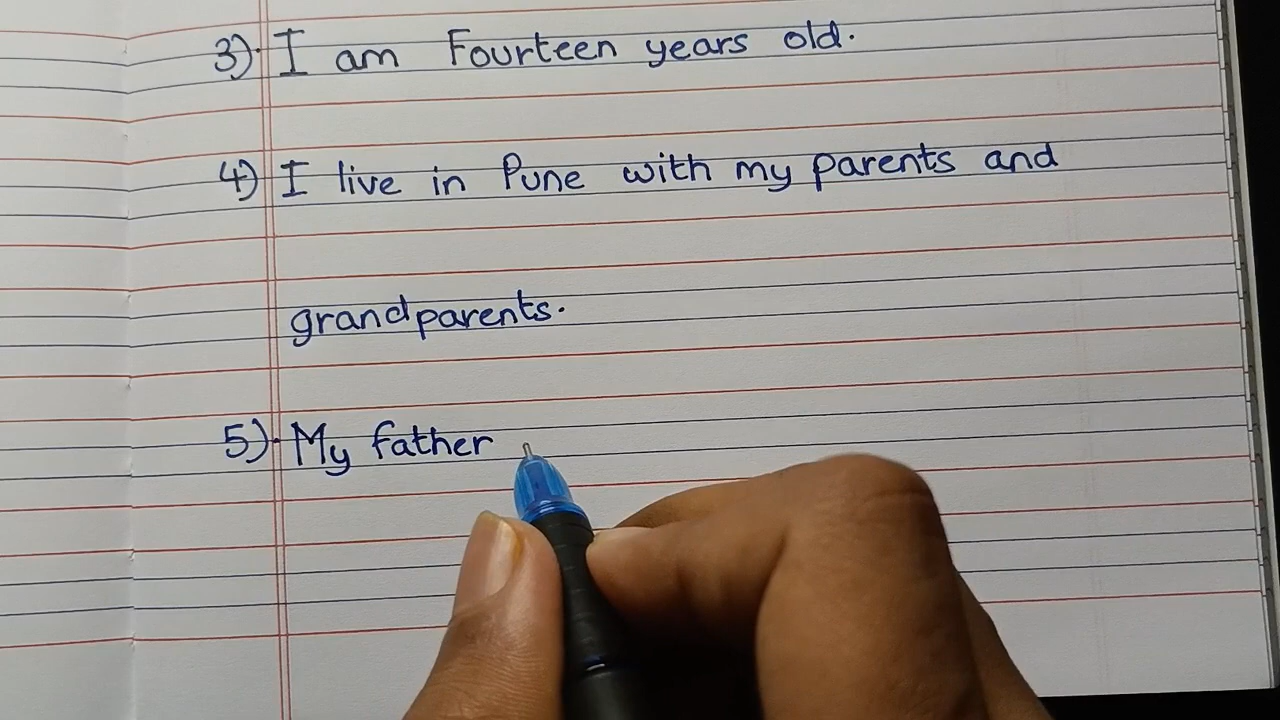 3). I am Fourteen years old.
4) I live in Pune with my parents and
grandparents.
5). My father